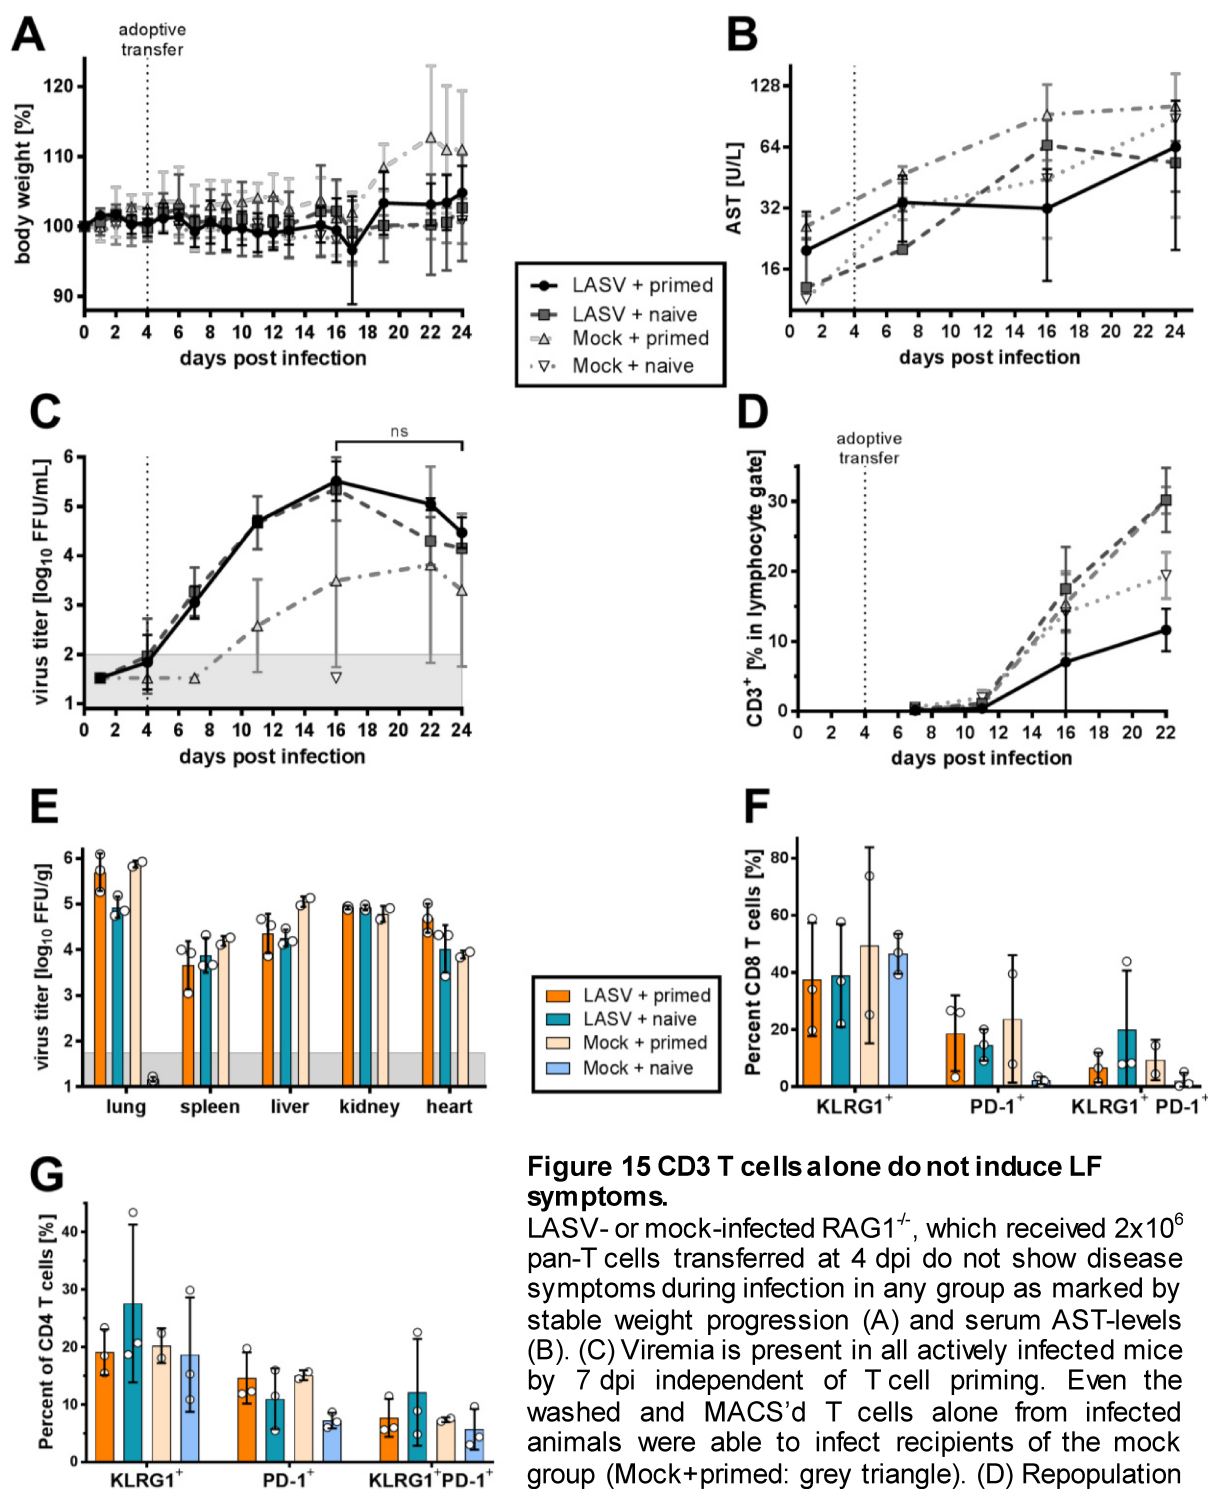 A
adoptive
transfer
body weight [%]
120
110
100
90
0 2 4 6 8 10 12 14 16 18 20 22 24
days post infection
B
AST [U/L]
128
64
32
16
0 2 4 6 8 10 12 14 16 18 20 22 24
days post infection
LASV + primed
LASV + naive
Mock + primed
Mock + naive
C
ns
virus titer [log10 FFU/mL]
6
5
4
3
2
1
0 2 4 6 8 10 12 14 16 18 20 22 24
days post infection
D
adoptive
transfer
CD3+ [% in lymphocyte gate]
30
20
10
0
0 2 4 6 8 10 12 14 16 18 20 22
days post infection
E
virus titer [log10 FFU/g]
6
5
4
3
2
1
lung spleen liver kidney heart
LASV + primed
LASV + naive
Mock + primed
Mock + naive
F
Percent CD8 T cells [%]
80
60
40
20
0
KLRG1+ PD-1+ KLRG1+ PD-1+
G
Percent of CD4 T cells [%]
40
30
20
10
0
KLRG1+ PD-1+ KLRG1+PD-1+
Figure 15 CD3 T cells alone do not induce LF
symptoms.
LASV- or mock-infected RAG1-/-, which received 2x10⁶
pan-T cells transferred at 4 dpi do not show disease
symptoms during infection in any group as marked by
stable weight progression (A) and serum AST-levels
(B). (C) Viremia is present in all actively infected mice
by 7 dpi independent of T cell priming. Even the
washed and MACS'd T cells alone from infected
animals were able to infect recipients of the mock
group (Mock+primed: grey triangle). (D) Repopulation